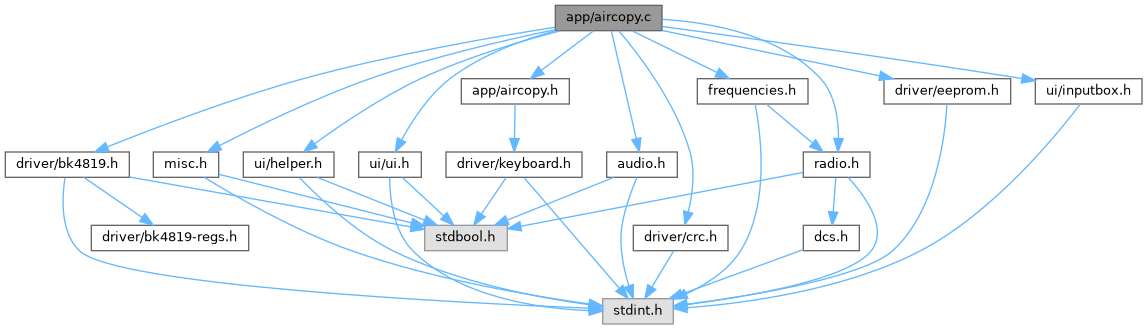 app/aircopy.c
app/aircopy.h
frequencies.h
driver/eeprom.h
ui/inputbox.h
driver/bk4819.h
misc.h
ui/helper.h
ui/ui.h
driver/keyboard.h
audio.h
radio.h
driver/bk4819-regs.h
stdbool.h
driver/crc.h
dcs.h
stdint.h